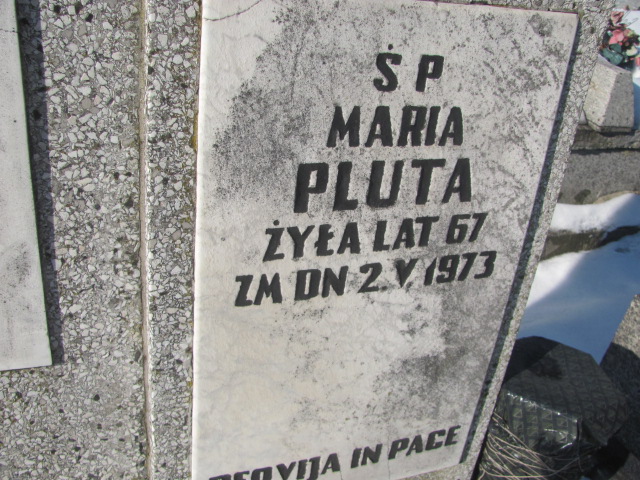 Ś P
MARIA
PLUTA
ŻYŁA LAT 67
ZM DN 2.V.1973
IN PACE